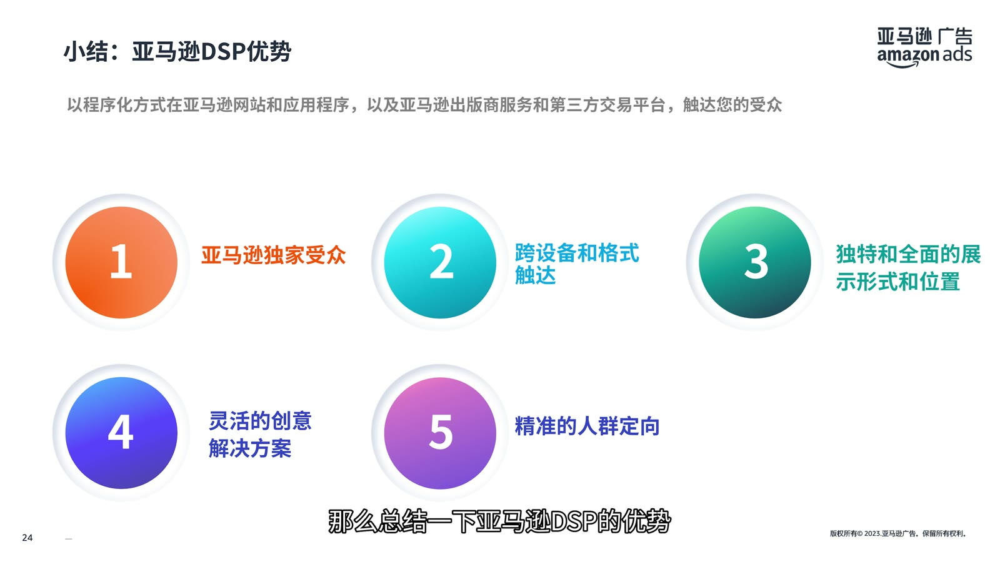 小结：亚马逊DSP优势
亚马逊 广告
amazon ads
以程序化方式在亚马逊网站和应用程序，以及亚马逊出版商服务和第三方交易平台，触达您的受众
1
亚马逊独家受众
2
跨设备和格式
触达
3
独特和全面的展
示形式和位置
4
灵活的创意
解决方案
5
精准的人群定向
那么总结一下亚马逊DSP的优势
24
—
版权所有© 2023.亚马逊广告。保留所有权利。